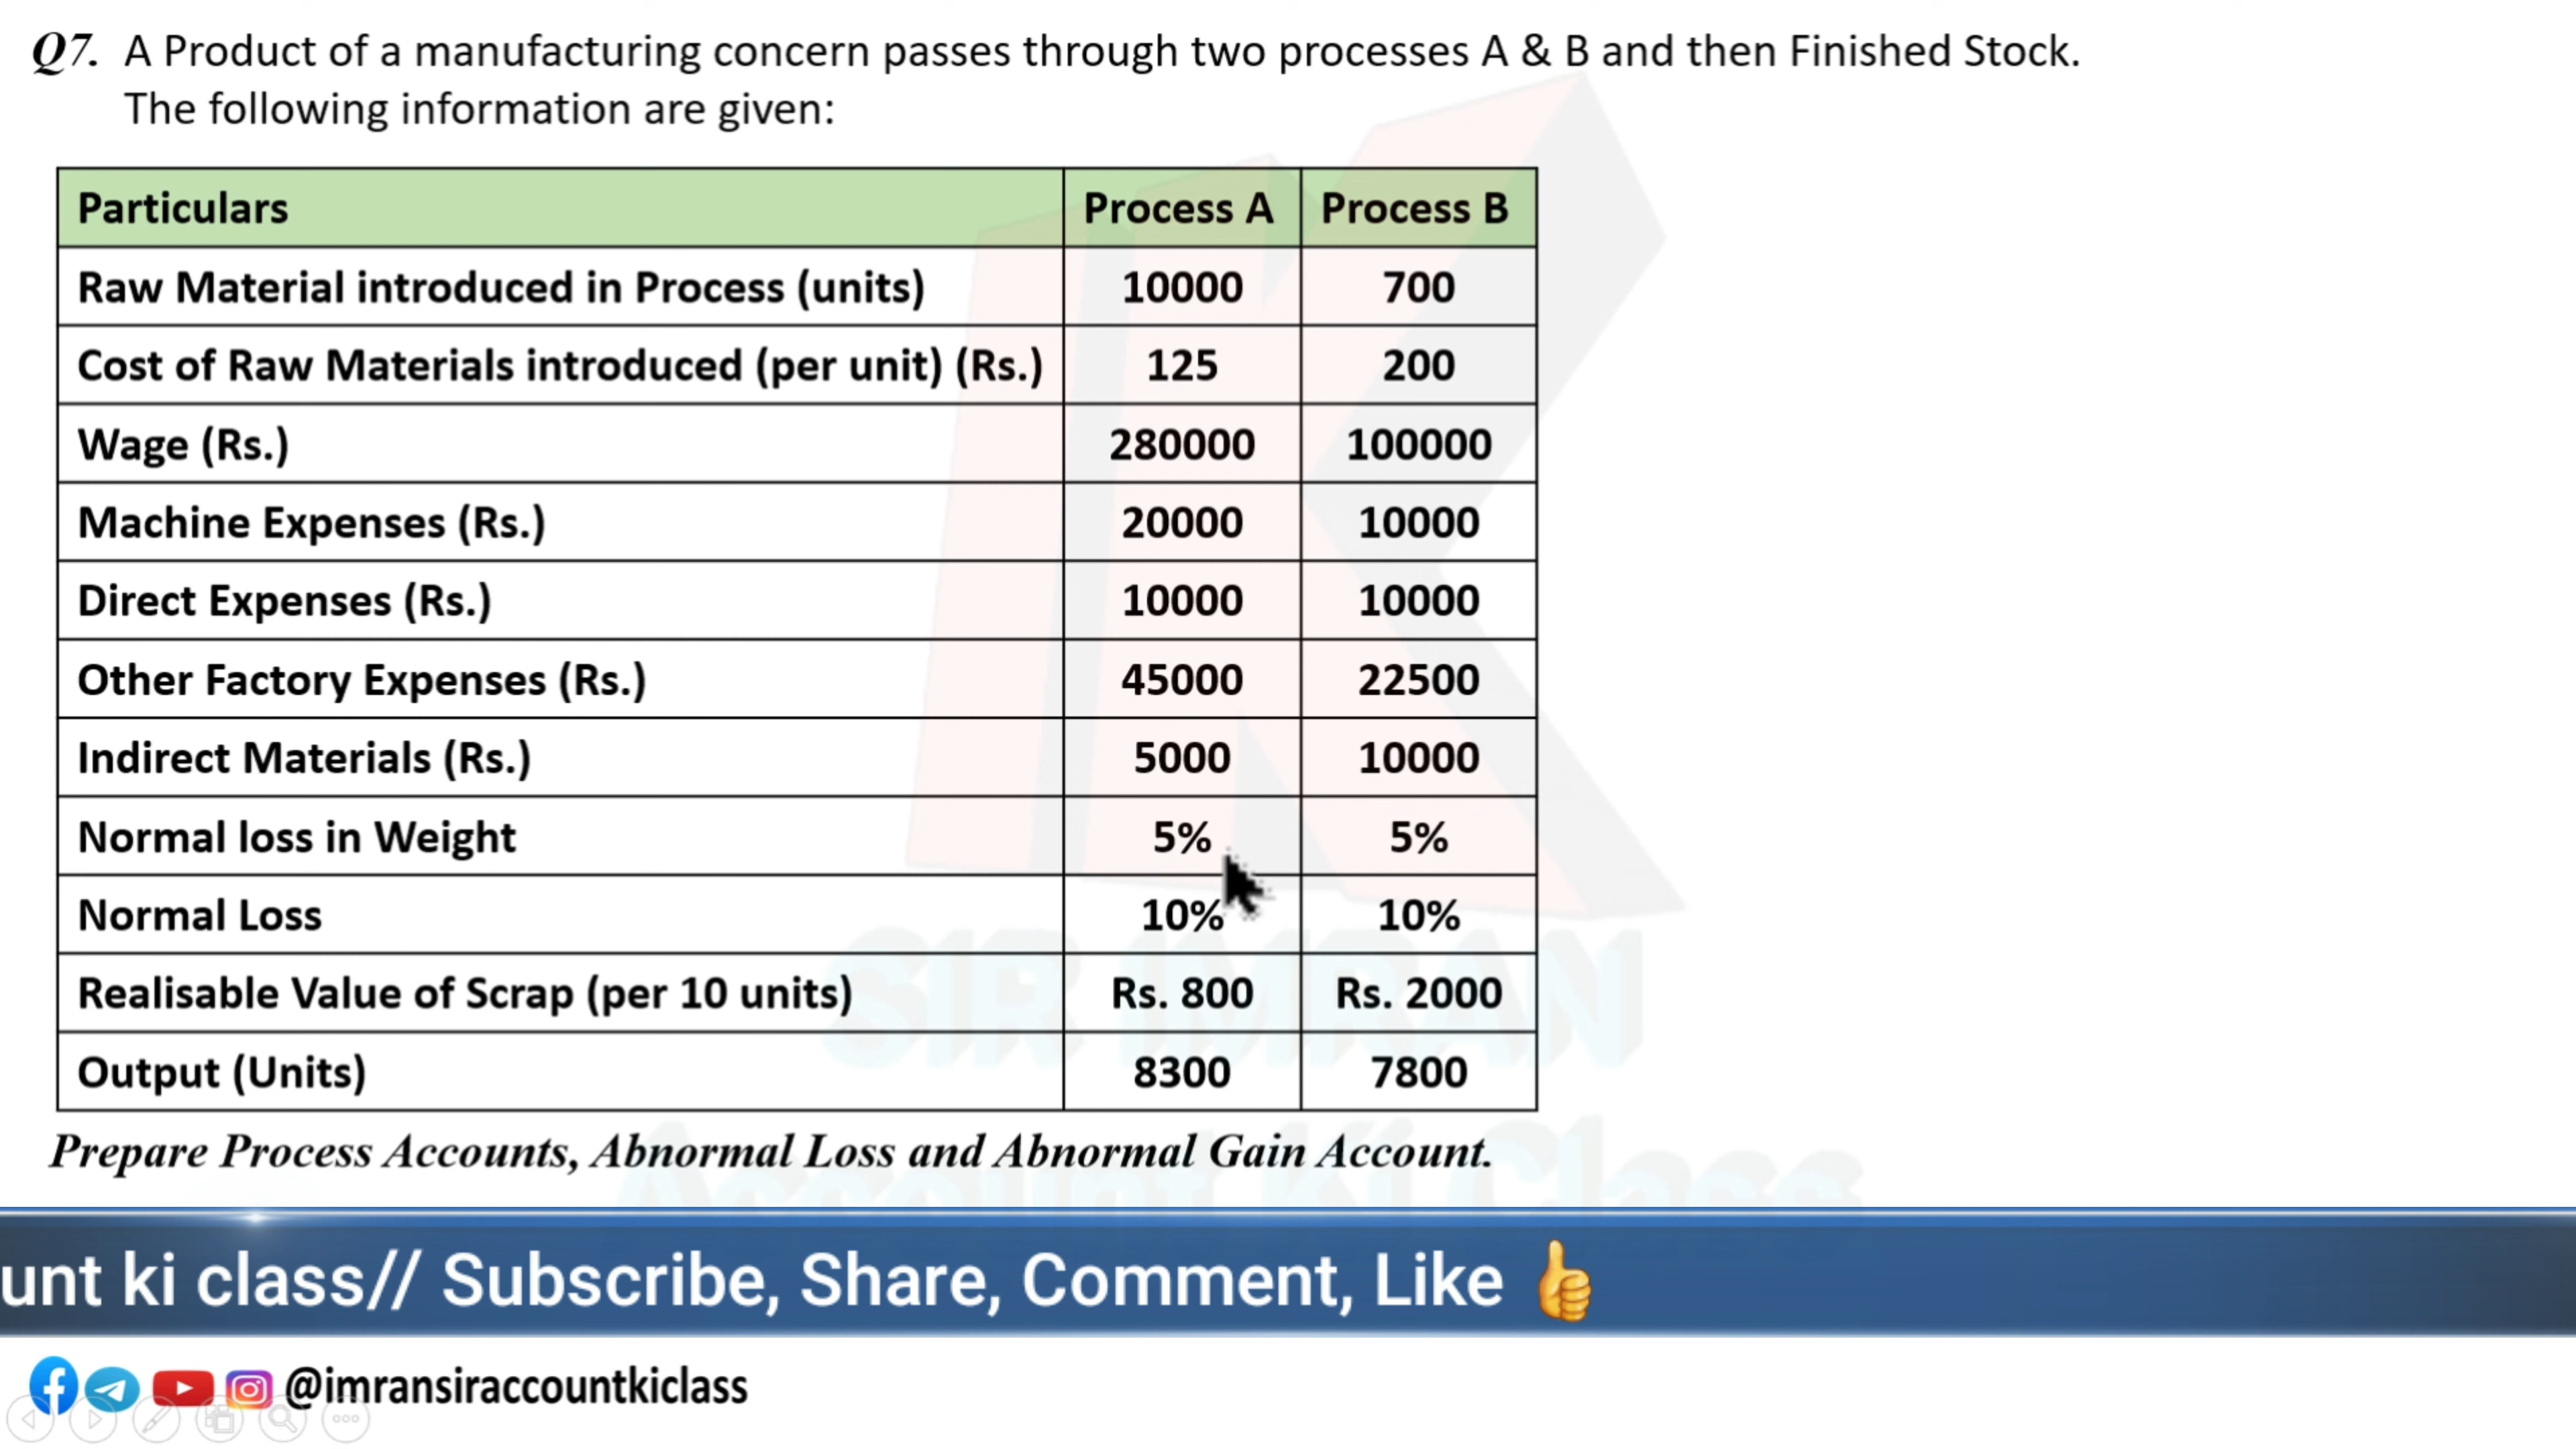 Q7. A Product of a manufacturing concern passes through two processes A & B and then Finished Stock.
The following information are given:
Particulars Process A Process B
Raw Material introduced in Process (units) 10000 700
Cost of Raw Materials introduced (per unit) (Rs.) 125 200
Wage (Rs.) 280000 100000
Machine Expenses (Rs.) 20000 10000
Direct Expenses (Rs.) 10000 10000
Other Factory Expenses (Rs.) 45000 22500
Indirect Materials (Rs.) 5000 10000
Normal loss in Weight 5% 5%
Normal Loss 10% 10%
Realisable Value of Scrap (per 10 units) Rs. 800 Rs. 2000
Output (Units) 8300 7800
SIR IMRAN
Account Ki Class
Prepare Process Accounts, Abnormal Loss and Abnormal Gain Account.
unt ki class// Subscribe, Share, Comment, Like
@imransiraccountkiclass